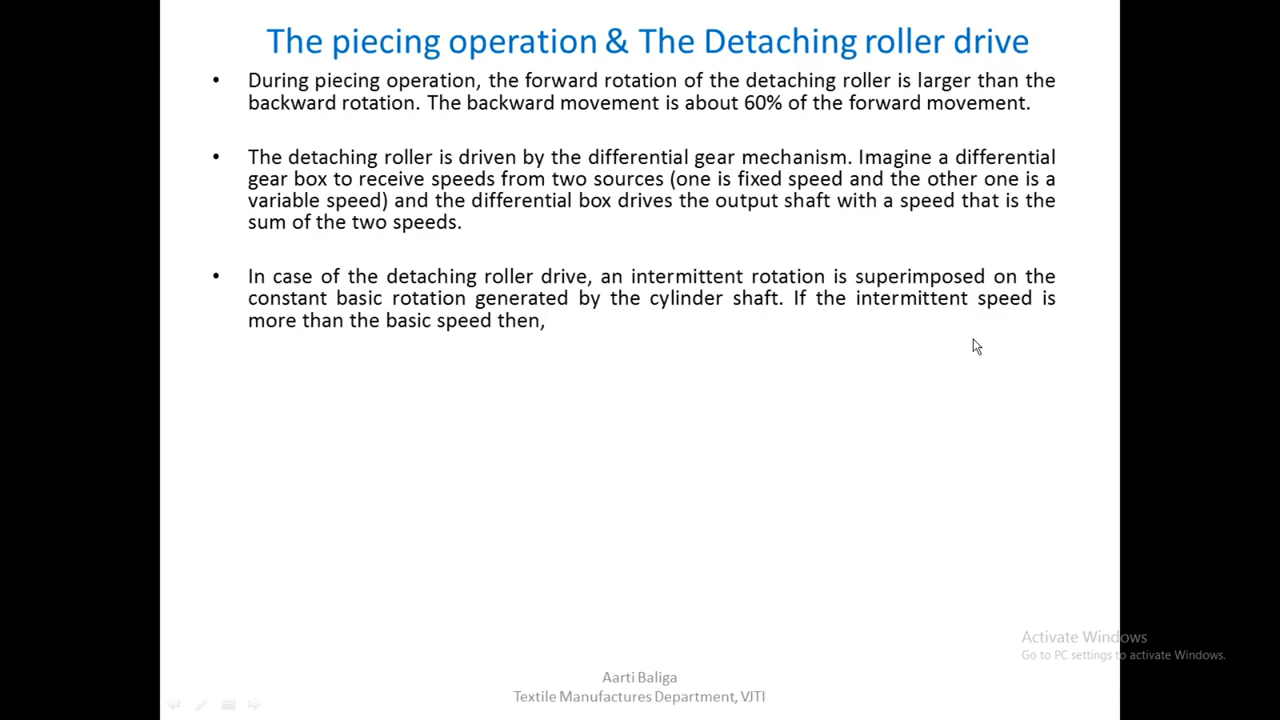 The piecing operation & The Detaching roller drive
• During piecing operation, the forward rotation of the detaching roller is larger than the
backward rotation. The backward movement is about 60% of the forward movement.
• The detaching roller is driven by the differential gear mechanism. Imagine a differential
gear box to receive speeds from two sources (one is fixed speed and the other one is a
variable speed) and the differential box drives the output shaft with a speed that is the
sum of the two speeds.
• In case of the detaching roller drive, an intermittent rotation is superimposed on the
constant basic rotation generated by the cylinder shaft. If the intermittent speed is
more than the basic speed then,
Activate Windows
Go to PC settings to activate Windows.
Aarti Baliga
Textile Manufactures Department, VJTI